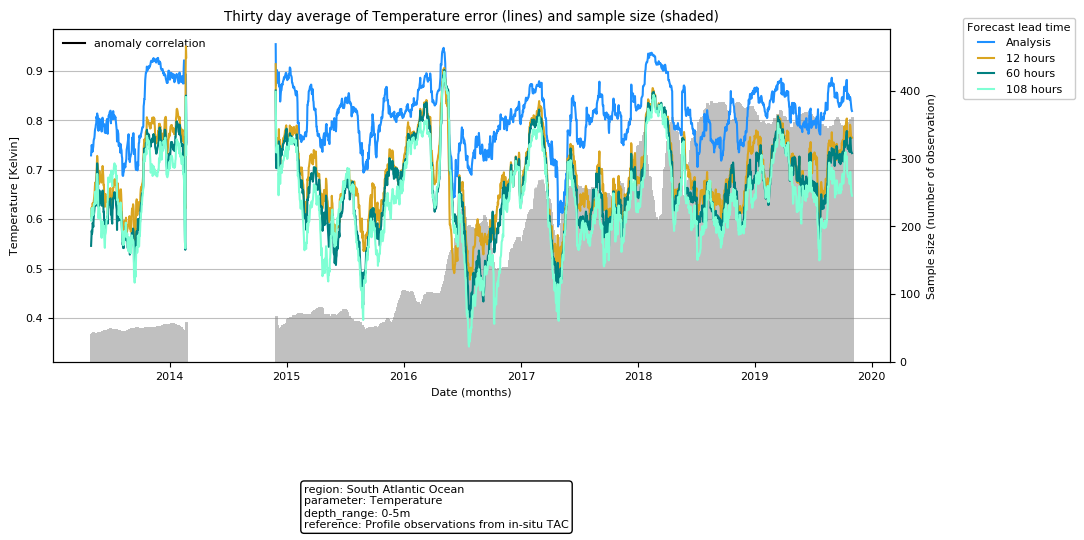 Thirty day average of Temperature error (lines) and sample size (shaded)
anomaly correlation
Forecast lead time
Analysis
12 hours
60 hours
108 hours
Temperature [Kelvin]
0.9
0.8
0.7
0.6
0.5
0.4
Sample size (number of observation)
400
300
200
100
0
2014
2015
2016
2017
2018
2019
2020
Date (months)
region: South Atlantic Ocean
parameter: Temperature
depth_range: 0-5m
reference: Profile observations from in-situ TAC